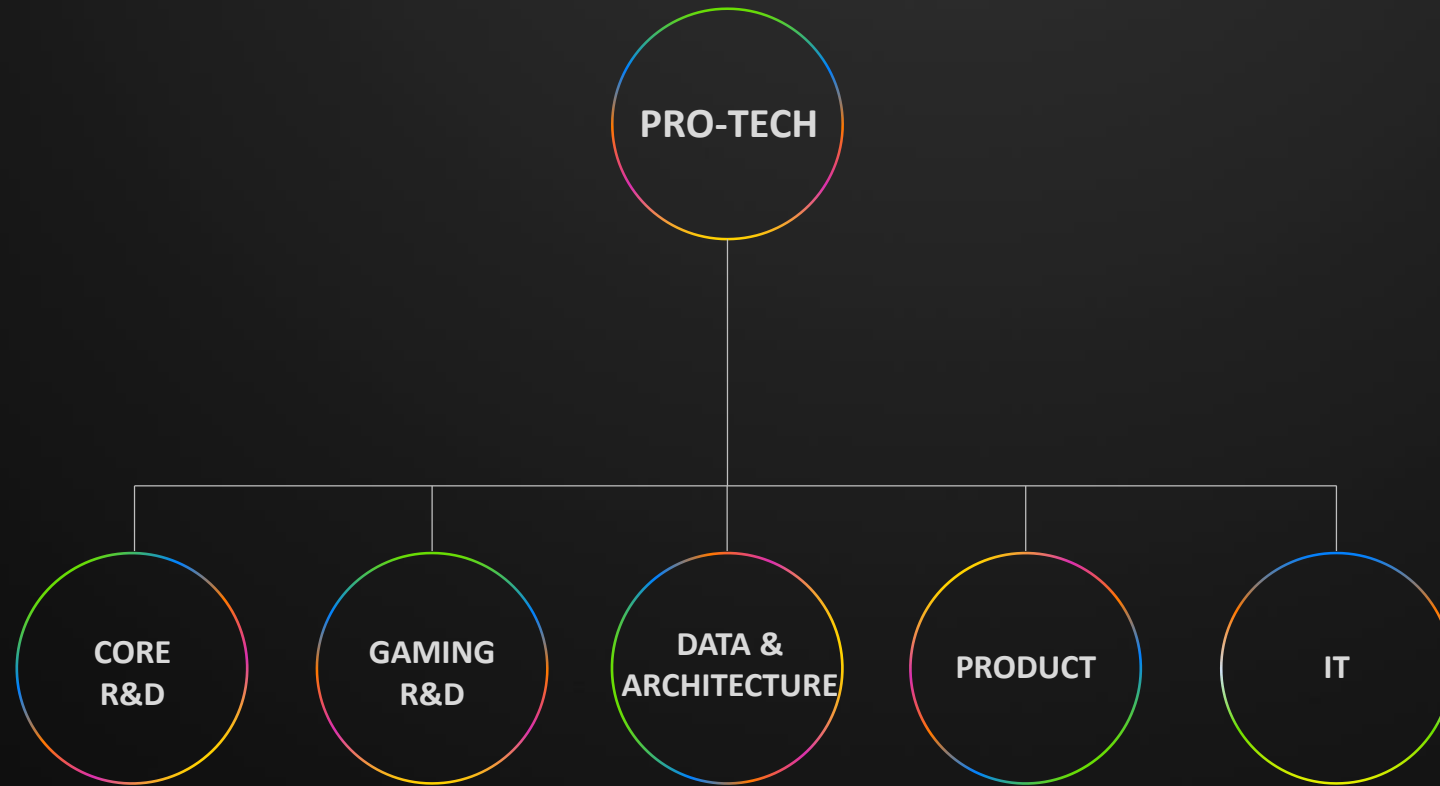 PRO-TECH
CORE
R&D
GAMING
R&D
DATA &
ARCHITECTURE
PRODUCT
IT